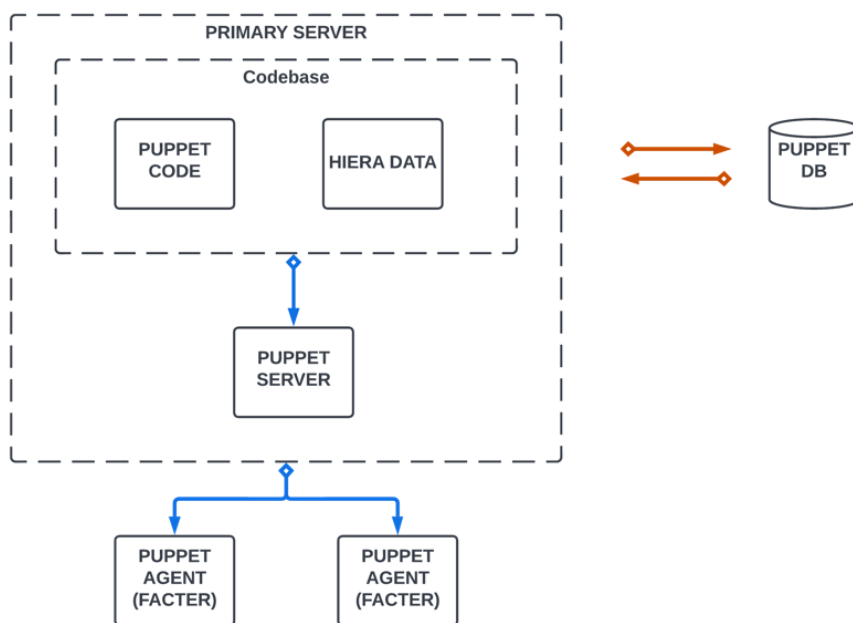 PRIMARY SERVER
Codebase
PUPPET
CODE
HIERA DATA
PUPPET
DB
PUPPET
SERVER
PUPPET
AGENT
(FACTER)
PUPPET
AGENT
(FACTER)